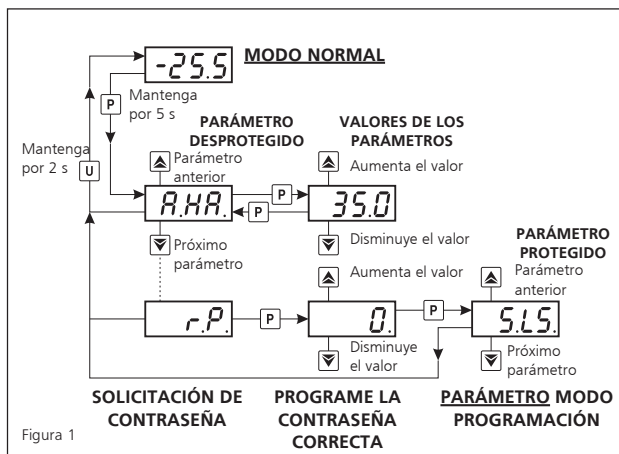 -25.5
MODO NORMAL
P
Mantenga
por 5 s
Mantenga
por 2 s
U
PARÁMETRO
DESPROTEGIDO
VALORES DE LOS
PARÁMETROS
Parámetro
anterior
Aumenta el valor
A.HA.
P
P
35.0
Próximo
parámetro
Disminuye el valor
PARÁMETRO
PROTEGIDO
Aumenta el valor
Parámetro
anterior
r.P.
P
0.
P
S.L.S.
Disminuye
el valor
Próximo
parámetro
SOLICITACIÓN DE
CONTRASEÑA
PROGRAME LA
CONTRASEÑA
CORRECTA
PARÁMETRO MODO
PROGRAMACIÓN
Figura 1